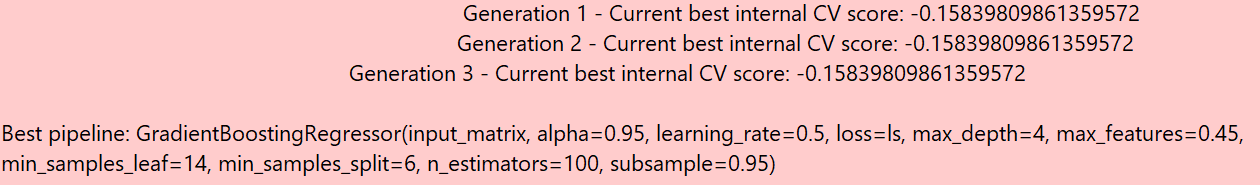 Generation 1 - Current best internal CV score: -0.15839809861359572
Generation 2 - Current best internal CV score: -0.15839809861359572
Generation 3 - Current best internal CV score: -0.15839809861359572
Best pipeline: GradientBoostingRegressor(input_matrix, alpha=0.95, learning_rate=0.5, loss=ls, max_depth=4, max_features=0.45,
min_samples_leaf=14, min_samples_split=6, n_estimators=100, subsample=0.95)